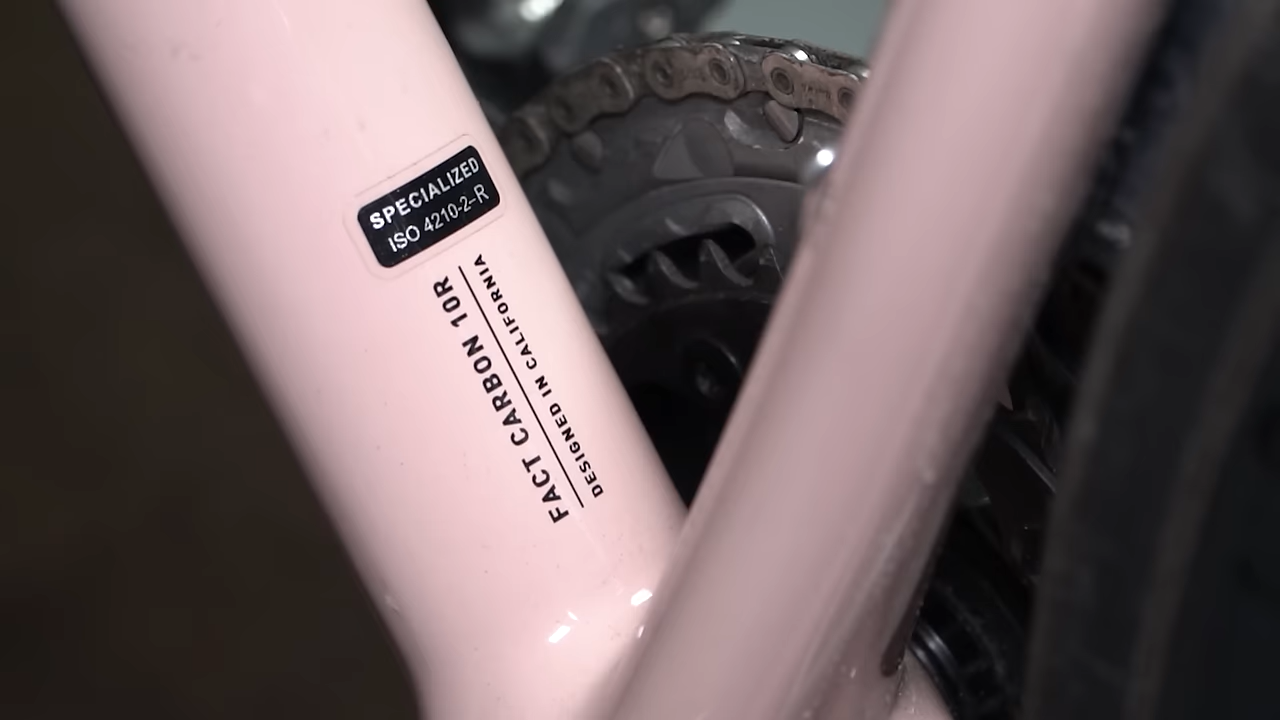 SPECIALIZED
ISO 4210-2-R
FACT CARBON 10R
DESIGNED IN CALIFORNIA